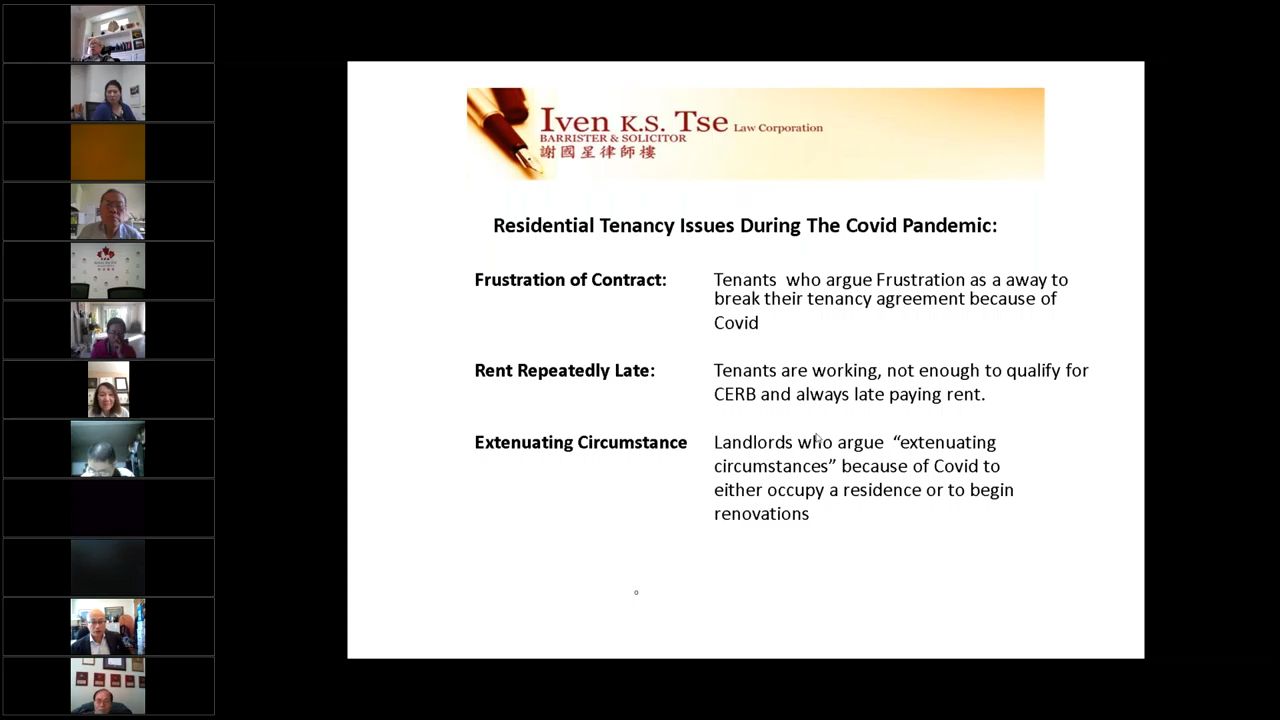 Iven K.S. Tse Law Corporation
BARRISTER & SOLICITOR
謝國星律師樓
Residential Tenancy Issues During The Covid Pandemic:
Frustration of Contract: Tenants who argue Frustration as a away to
break their tenancy agreement because of
Covid
Rent Repeatedly Late: Tenants are working, not enough to qualify for
CERB and always late paying rent.
Extenuating Circumstance Landlords who argue “extenuating
circumstances” because of Covid to
either occupy a residence or to begin
renovations